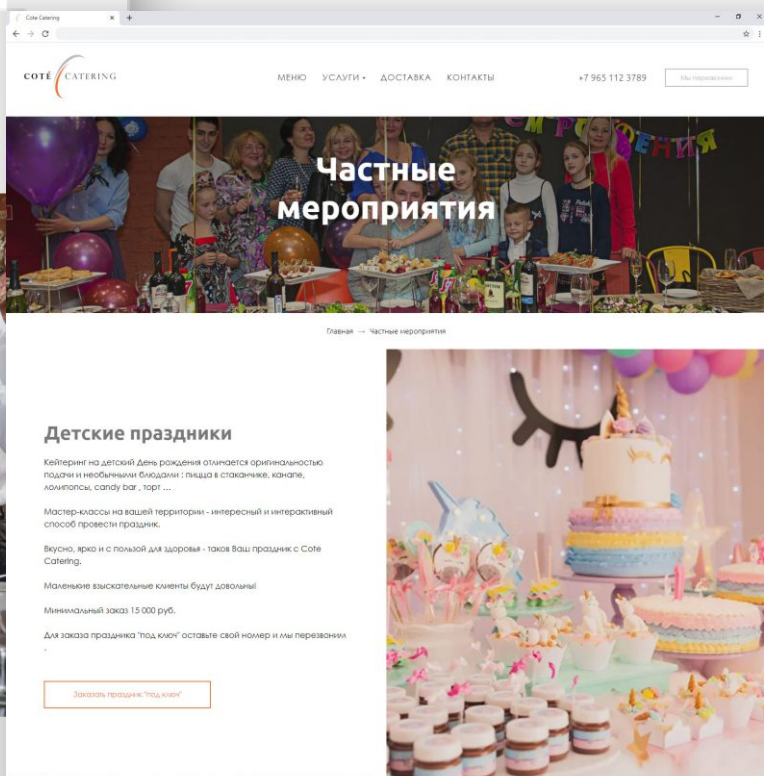 Cote Catering
COTÉ CATERING
МЕНЮ УСЛУГИ ДОСТАВКА КОНТАКТЫ
+7 965 112 3789
Мы перезвоним
Частные
мероприятия
Главная → Частные мероприятия
Детские праздники
Кейтеринг на детский День рождения отличается оригинальностью
подачи и необычными блюдами : пицца в стаканчике, канапе,
лолипопсы, candy bar , торт ...
Мастер-классы на вашей территории - интересный и интерактивный
способ провести праздник.
Вкусно, ярко и с пользой для здоровья - таков Ваш праздник с Cote
Catering.
Маленькие взыскательные клиенты будут довольны!
Минимальный заказ 15 000 руб.
Для заказа праздника "под ключ" оставьте свой номер и мы перезваним
.
Заказать праздник "под ключ"